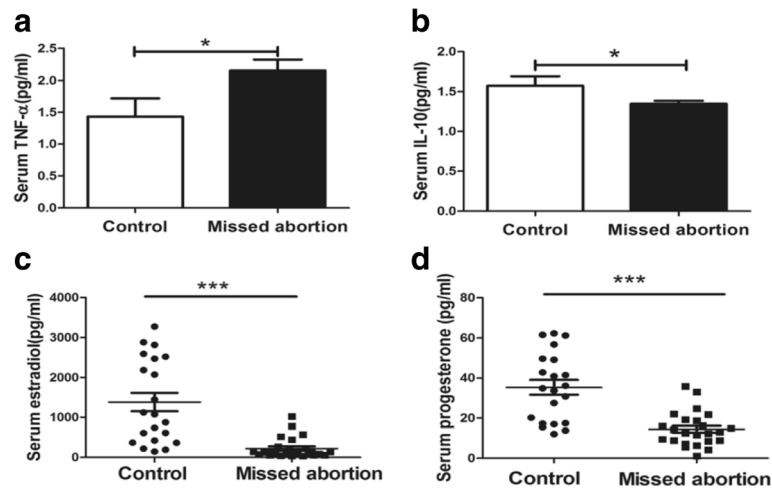 a
Serum TNF-α(pg/ml)
2.5
2.0
1.5
1.0
0.5
0.0
*
Control Missed abortion
b
Serum IL-10(pg/ml)
2.0
1.5
1.0
0.5
0.0
*
Control Missed abortion
c
Serum estradiol(pg/ml)
4000
3000
2000
1000
0
***
Control Missed abortion
d
Serum progesterone (pg/ml)
80
60
40
20
0
***
Control Missed abortion